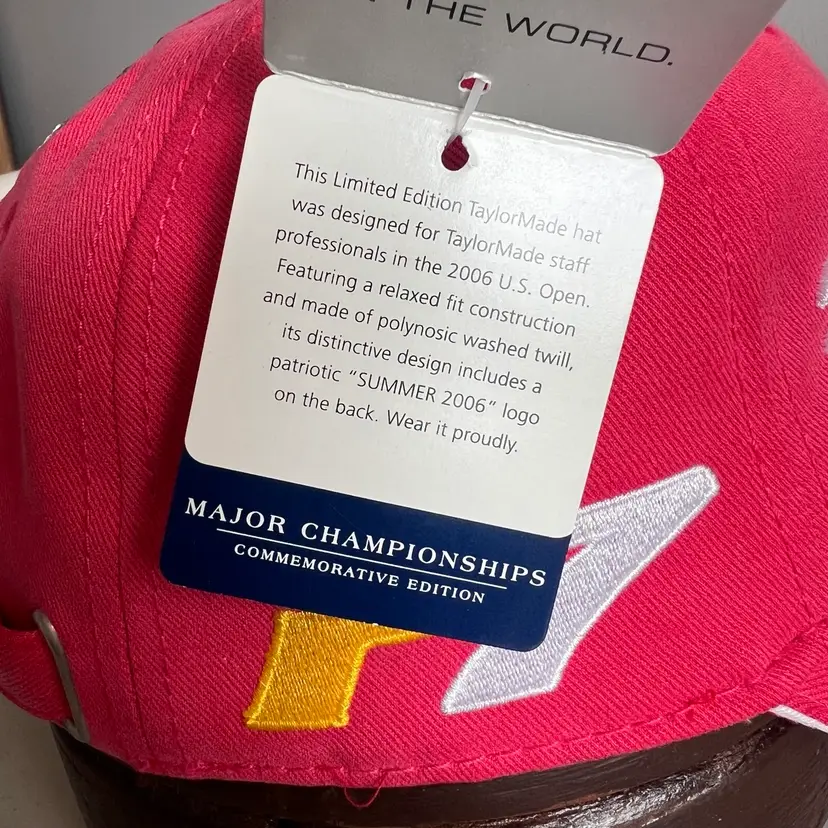 THE WORLD.
This Limited Edition TaylorMade hat
was designed for TaylorMade staff
professionals in the 2006 U.S. Open.
Featuring a relaxed fit construction
and made of polynosic washed twill,
its distinctive design includes a
patriotic “SUMMER 2006” logo
on the back. Wear it proudly.
MAJOR CHAMPIONSHIPS
COMMEMORATIVE EDITION